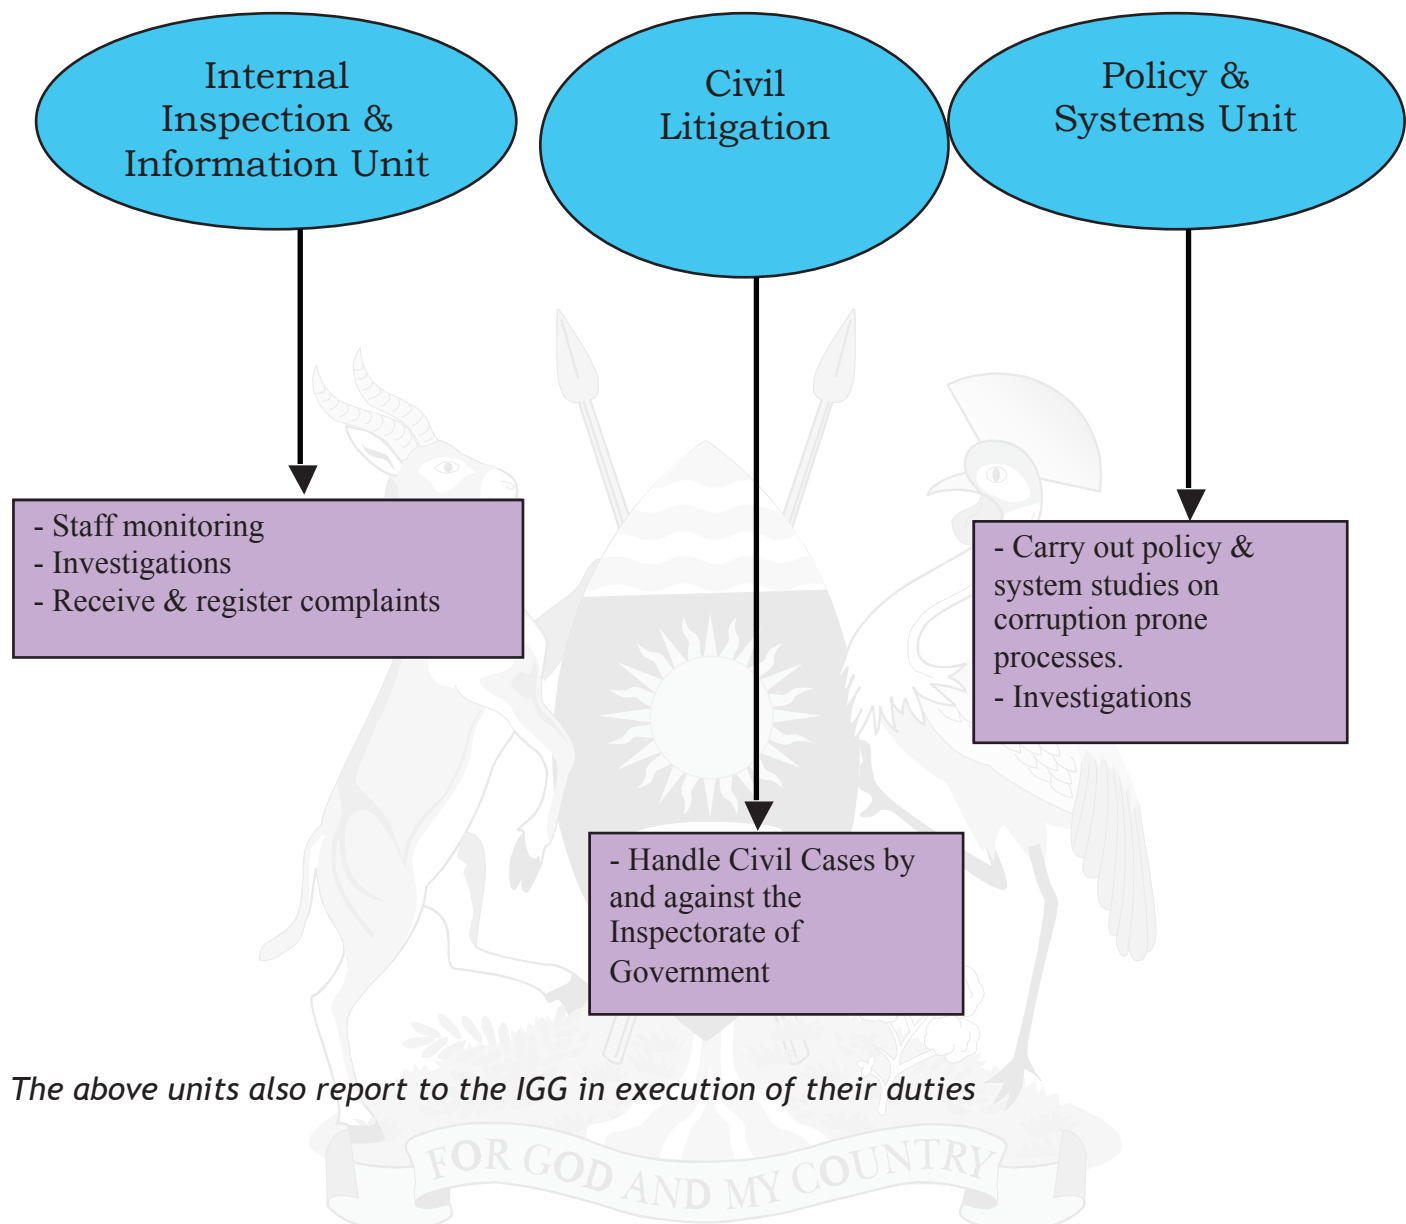 Internal
Inspection &
Information Unit
Civil
Litigation
Policy &
Systems Unit
- Staff monitoring
- Investigations
- Receive & register complaints
- Carry out policy &
system studies on
corruption prone
processes.
- Investigations
- Handle Civil Cases by
and against the
Inspectorate of
Government
The above units also report to the IGG in execution of their duties
FOR GOD AND MY COUNTRY